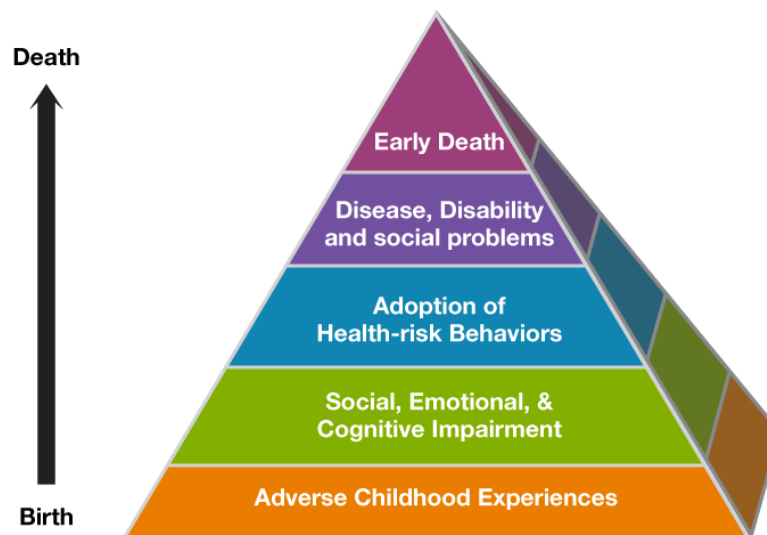 Death
Early Death
Disease, Disability
and social problems
Adoption of
Health-risk Behaviors
Social, Emotional, &
Cognitive Impairment
Adverse Childhood Experiences
Birth